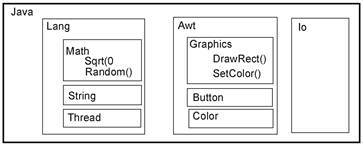 Java
Lang
Math
Sqrt(0
Random()
String
Thread
Awt
Graphics
DrawRect()
SetColor()
Button
Color
Io